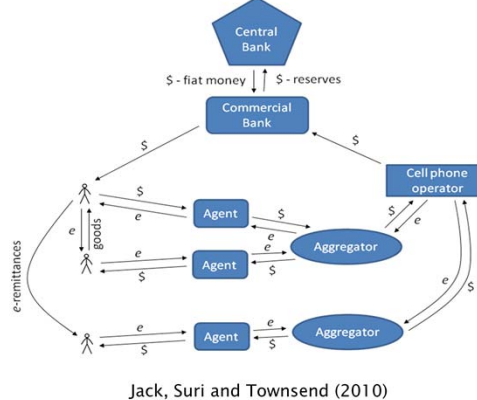 Central
Bank
$ - fiat money
$ - reserves
Commercial
Bank
$
$
Cell phone
operator
$
e
Agent
$
e
$
e
e
goods
Aggregator
e
$
Agent
e
e
$
$
e-remittances
e
$
e
$
Agent
e
$
Aggregator
Jack, Suri and Townsend (2010)